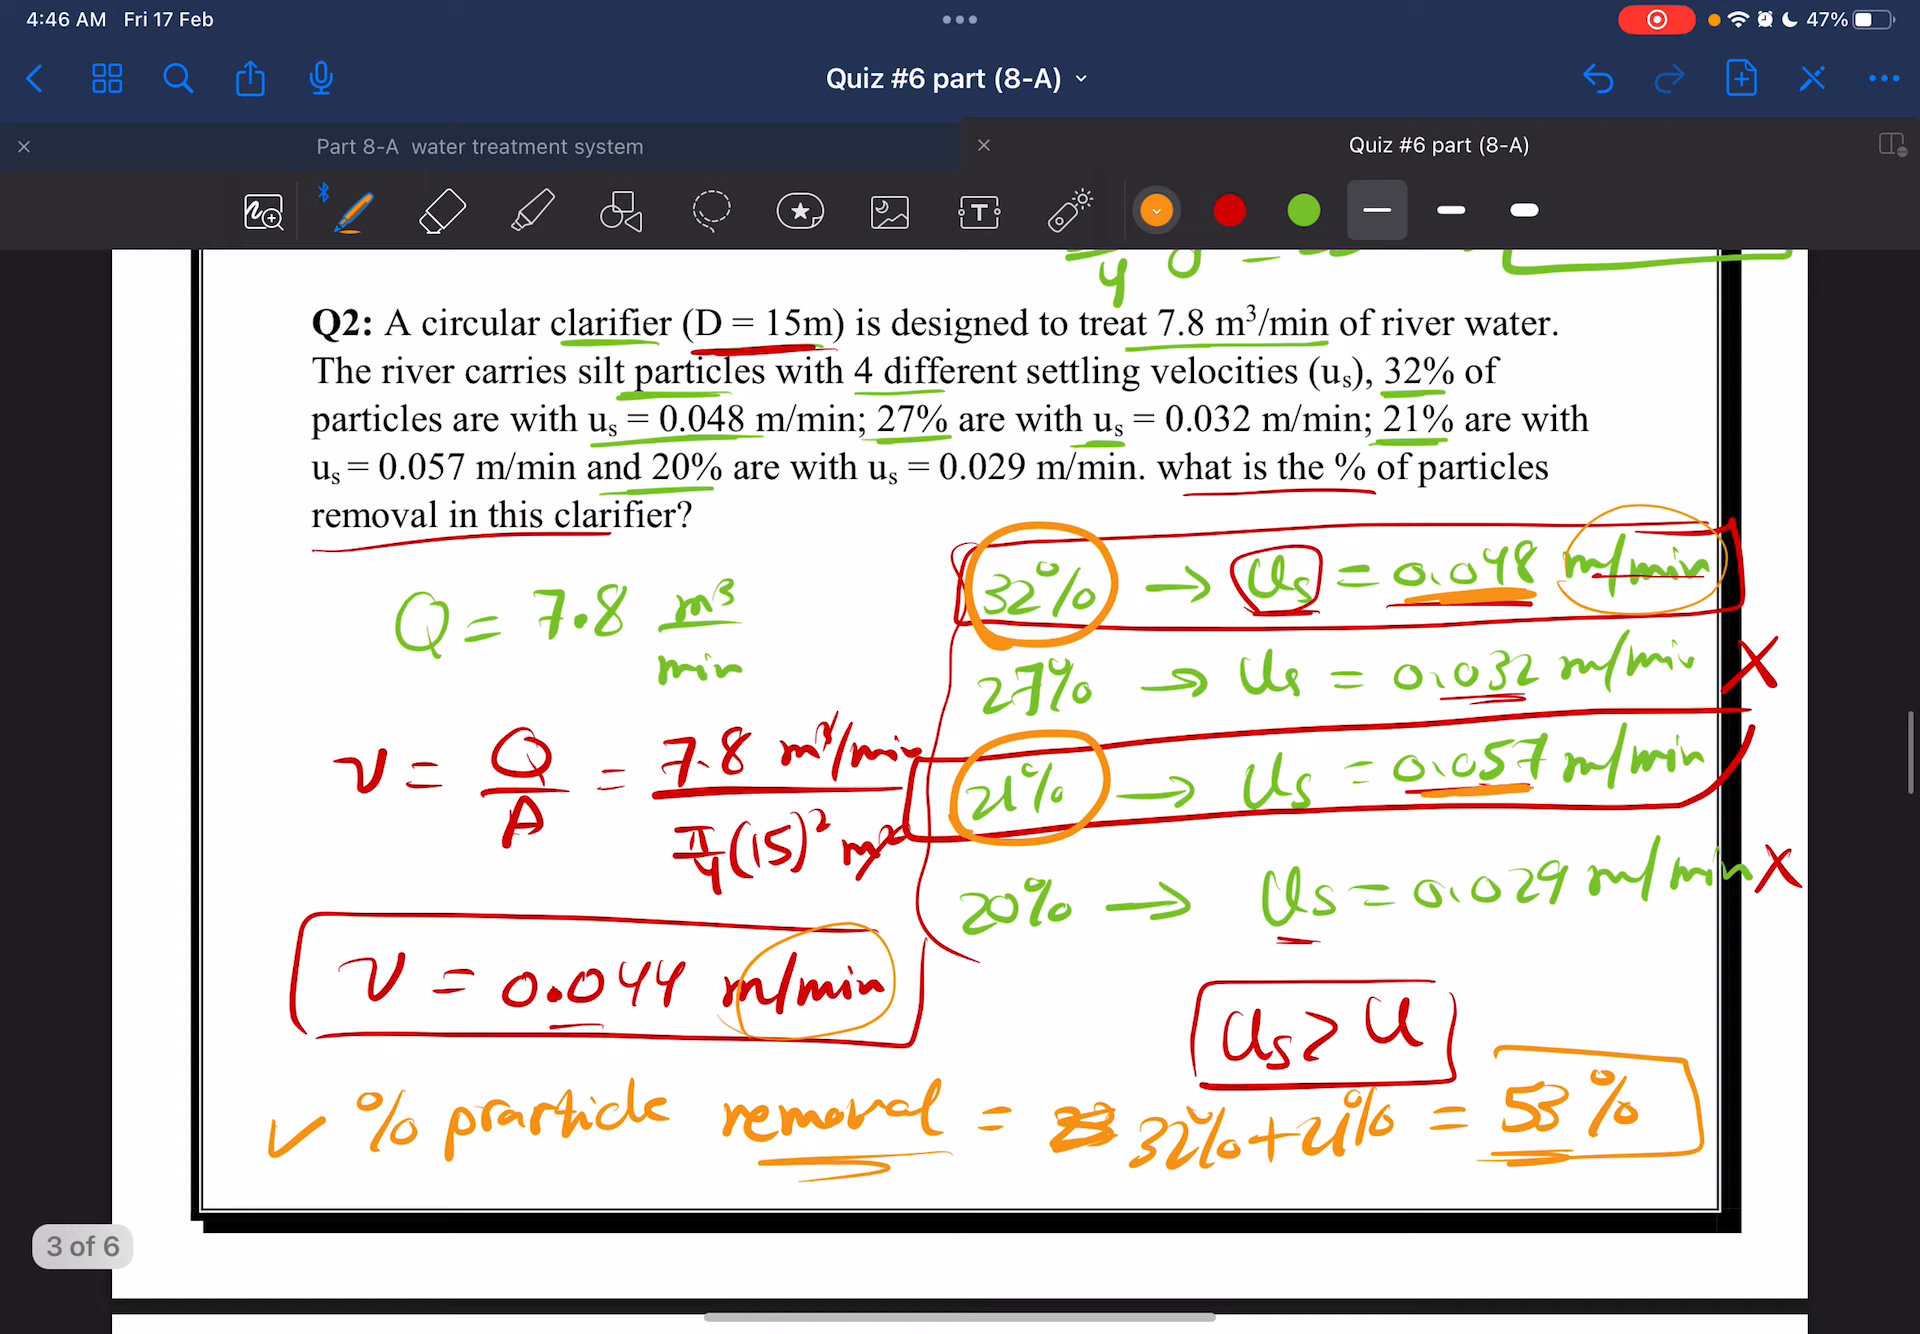 4:46 AM Fri 17 Feb
47%
Quiz #6 part (8-A)
Part 8-A water treatment system
Quiz #6 part (8-A)
T
4
Q2: A circular clarifier (D = 15m) is designed to treat 7.8 m³/min of river water.
The river carries silt particles with 4 different settling velocities (uₛ), 32% of
particles are with uₛ = 0.048 m/min; 27% are with uₛ = 0.032 m/min; 21% are with
uₛ = 0.057 m/min and 20% are with uₛ = 0.029 m/min. what is the % of particles
removal in this clarifier?
32% → Us = 0.048 m/min
Q = 7.8 m³/min
27% → Us = 0.032 m/min X
v = Q/A = 7.8 m³/min / π/4 (15)² m²
21% → Us = 0.057 m/min
20% → Us = 0.029 m/min X
v = 0.044 m/min
Us > U
✓ % prarticle removal = 32% + 21% = 53%
3 of 6